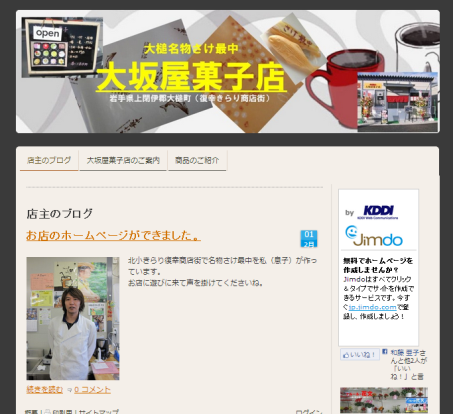 open
大槌名物さけ最中
大坂屋菓子店
岩手県上閉伊郡大槌町（復幸きらり商店街）
店主のブログ
大坂屋菓子店のご案内
商品のご紹介
店主のブログ
お店のホームページができました。
01
2月
北小きらり復幸商店街で名物さけ最中を私（息子）が作っ
ています。
お店に遊びに来て声を掛けてくださいね。
続きを読む
0 コメント
by KDDI
KDDI WEB Communications
Jimdo
無料でホームページを
作成しませんか？
Jimdoはすべてクリック
＆タイプでサイトを作成で
きるサービスです。今す
ぐjp.jimdo.comで登
録し、作成しましょう！
いいね！
さ
んと他2人が
「いい
ね！」と言
概要 | 印刷用 | サイトマップ
ログイン